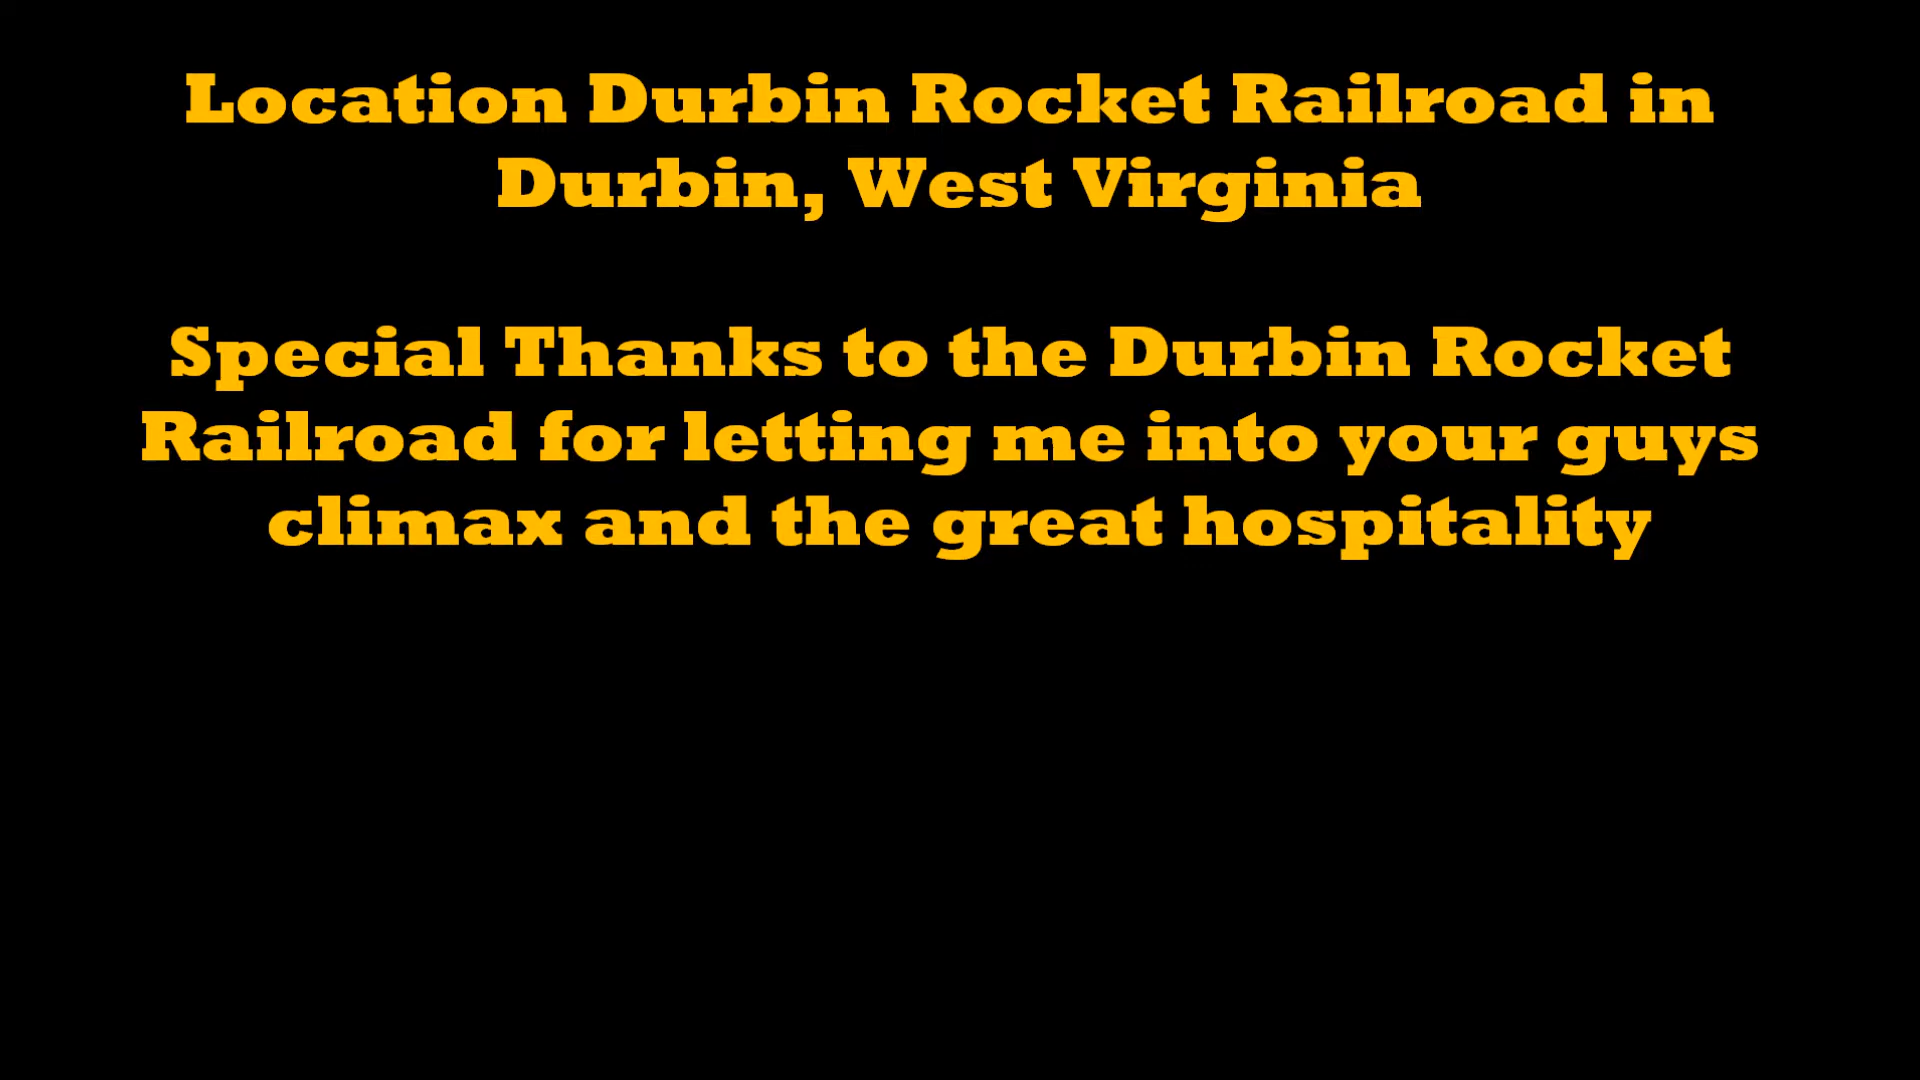 Location Durbin Rocket Railroad in
Durbin, West Virginia
Special Thanks to the Durbin Rocket
Railroad for letting me into your guys
climax and the great hospitality